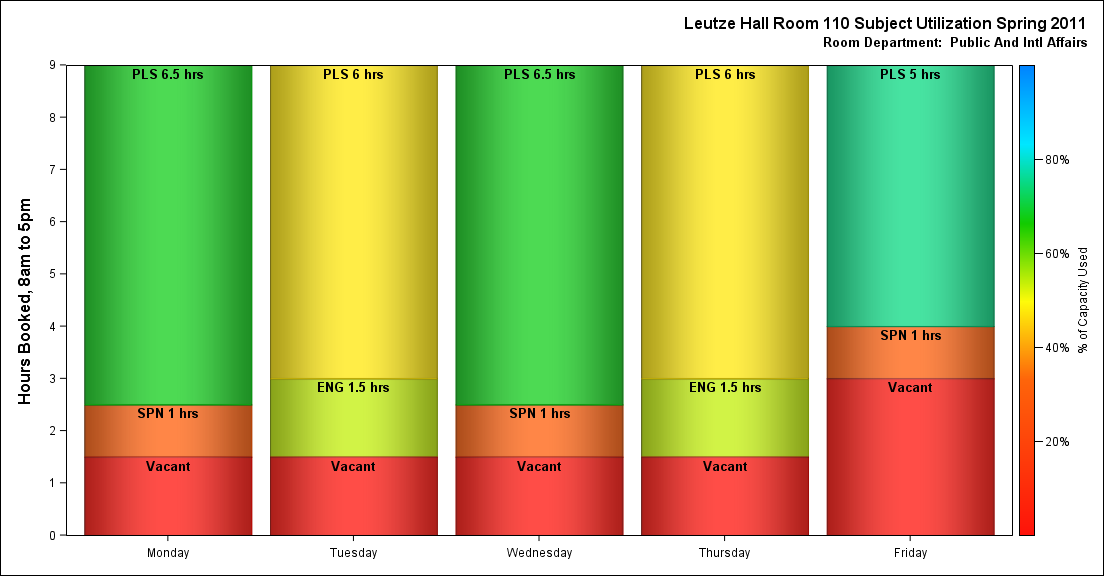 Leutze Hall Room 110 Subject Utilization Spring 2011
Room Department: Public And Intl Affairs
Hours Booked, 8am to 5pm
9
8
7
6
5
4
3
2
1
0
PLS 6.5 hrs
SPN 1 hrs
Vacant
PLS 6 hrs
ENG 1.5 hrs
Vacant
PLS 6.5 hrs
SPN 1 hrs
Vacant
PLS 6 hrs
ENG 1.5 hrs
Vacant
PLS 5 hrs
SPN 1 hrs
Vacant
Monday
Tuesday
Wednesday
Thursday
Friday
80%
60%
40%
20%
% of Capacity Used